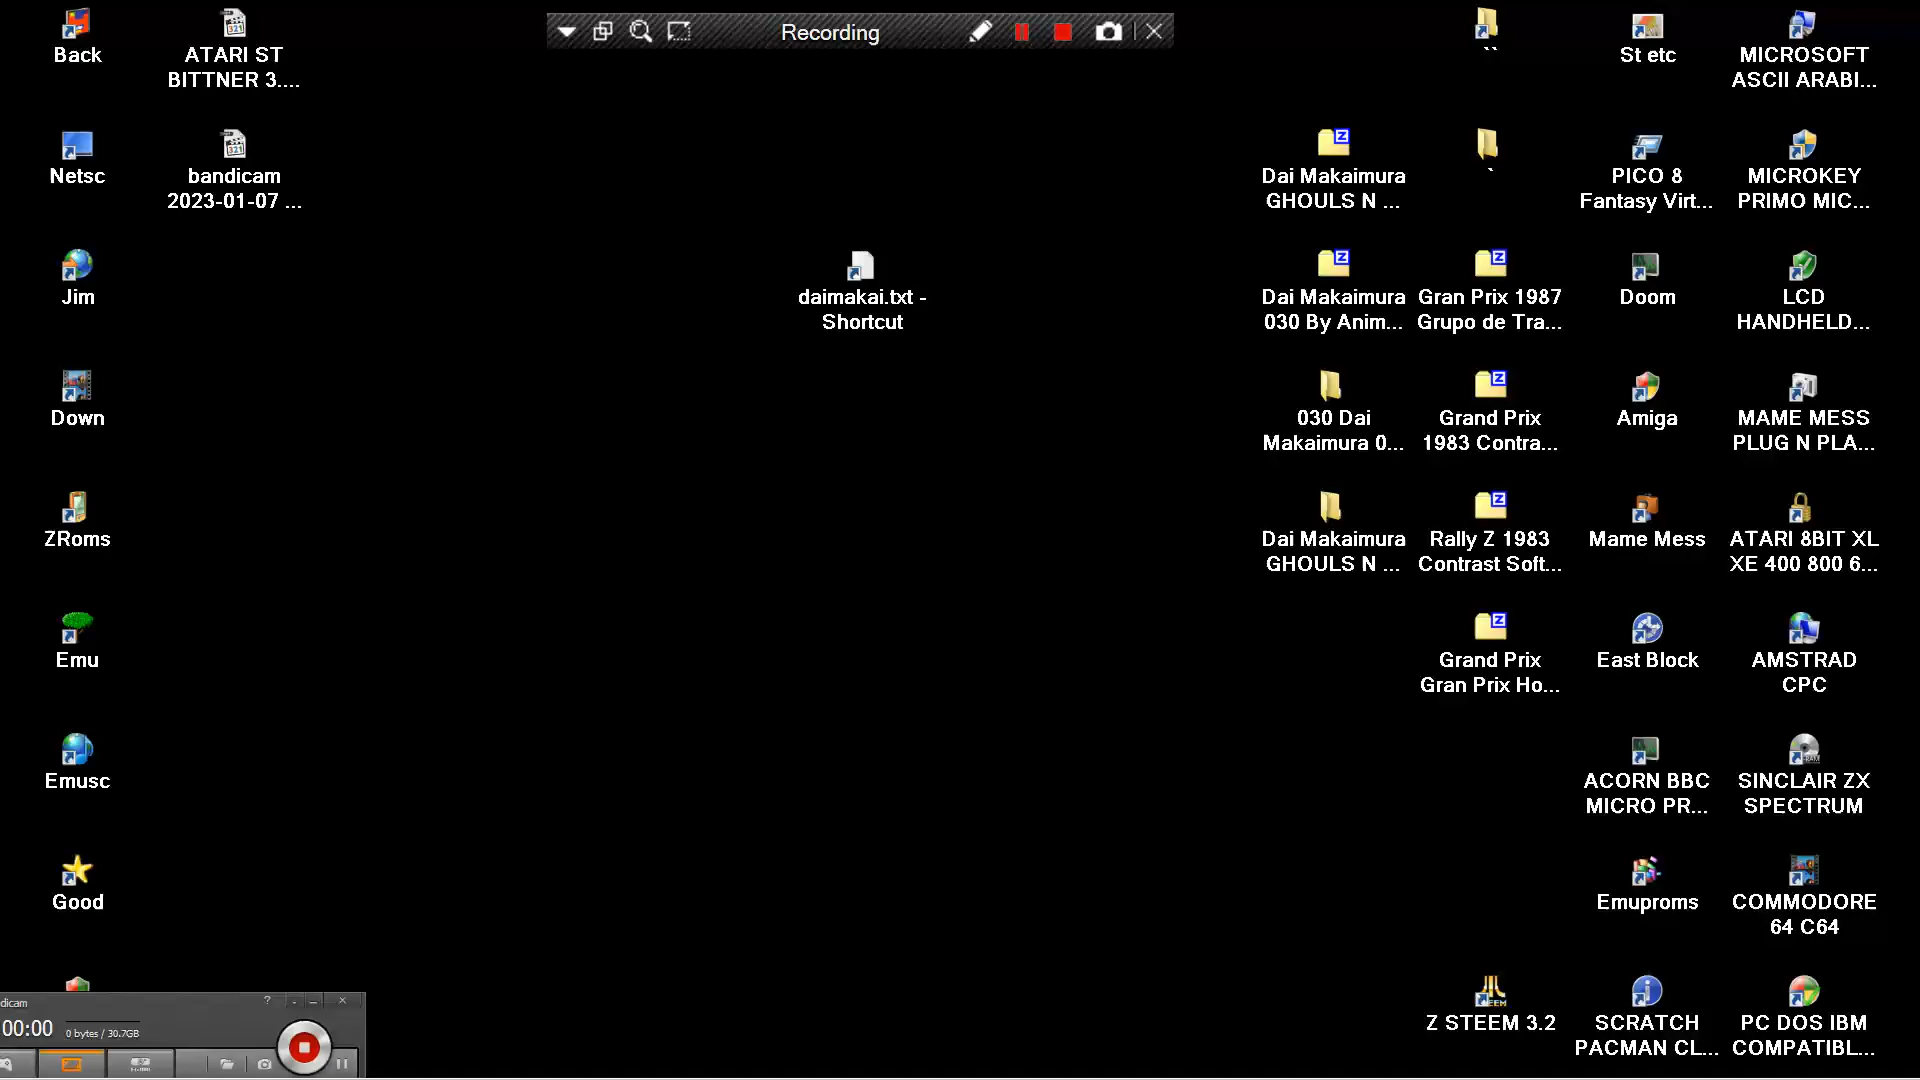 Recording
Back
ATARI ST
BITTNER 3....
``
St etc
MICROSOFT
ASCII ARABI...
Netsc
bandicam
2023-01-07 ...
Dai Makaimura
GHOULS N ...
`
PICO 8
Fantasy Virt...
MICROKEY
PRIMO MIC...
Jim
daimakai.txt -
Shortcut
Dai Makaimura
030 By Anim...
Gran Prix 1987
Grupo de Tra...
Doom
LCD
HANDHELD...
Down
030 Dai
Makaimura 0...
Grand Prix
1983 Contra...
Amiga
MAME MESS
PLUG N PLA...
ZRoms
Dai Makaimura
GHOULS N ...
Rally Z 1983
Contrast Soft...
Mame Mess
ATARI 8BIT XL
XE 400 800 6...
Emu
Grand Prix
Gran Prix Ho...
East Block
AMSTRAD
CPC
Emusc
ACORN BBC
MICRO PR...
SINCLAIR ZX
SPECTRUM
Good
Emuproms
COMMODORE
64 C64
dicam
00:00
0 bytes / 30.7GB
Z STEEM 3.2
SCRATCH
PACMAN CL...
PC DOS IBM
COMPATIBL...